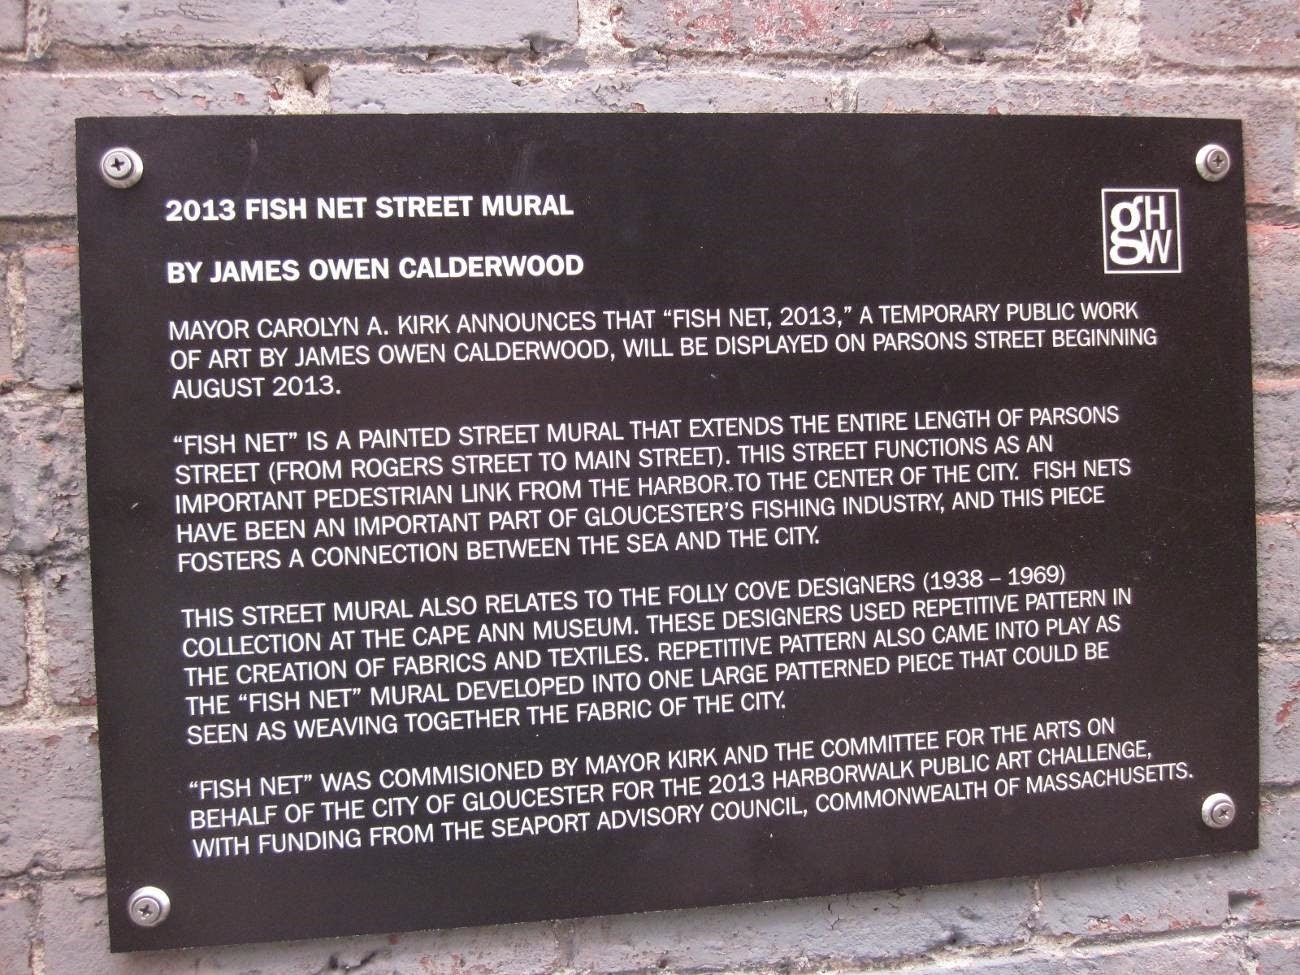 2013 FISH NET STREET MURAL
gHW
BY JAMES OWEN CALDERWOOD
MAYOR CAROLYN A. KIRK ANNOUNCES THAT “FISH NET, 2013,” A TEMPORARY PUBLIC WORK
OF ART BY JAMES OWEN CALDERWOOD, WILL BE DISPLAYED ON PARSONS STREET BEGINNING
AUGUST 2013.
“FISH NET” IS A PAINTED STREET MURAL THAT EXTENDS THE ENTIRE LENGTH OF PARSONS
STREET (FROM ROGERS STREET TO MAIN STREET). THIS STREET FUNCTIONS AS AN
IMPORTANT PEDESTRIAN LINK FROM THE HARBOR TO THE CENTER OF THE CITY. FISH NETS
HAVE BEEN AN IMPORTANT PART OF GLOUCESTER’S FISHING INDUSTRY, AND THIS PIECE
FOSTERS A CONNECTION BETWEEN THE SEA AND THE CITY.
THIS STREET MURAL ALSO RELATES TO THE FOLLY COVE DESIGNERS (1938 – 1969)
COLLECTION AT THE CAPE ANN MUSEUM. THESE DESIGNERS USED REPETITIVE PATTERN IN
THE CREATION OF FABRICS AND TEXTILES. REPETITIVE PATTERN ALSO CAME INTO PLAY AS
THE “FISH NET” MURAL DEVELOPED INTO ONE LARGE PATTERNED PIECE THAT COULD BE
SEEN AS WEAVING TOGETHER THE FABRIC OF THE CITY.
“FISH NET” WAS COMMISIONED BY MAYOR KIRK AND THE COMMITTEE FOR THE ARTS ON
BEHALF OF THE CITY OF GLOUCESTER FOR THE 2013 HARBORWALK PUBLIC ART CHALLENGE,
WITH FUNDING FROM THE SEAPORT ADVISORY COUNCIL, COMMONWEALTH OF MASSACHUSETTS.